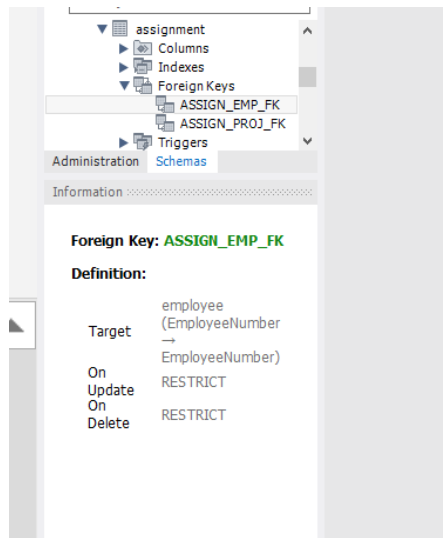 assignment
Columns
Indexes
Foreign Keys
ASSIGN_EMP_FK
ASSIGN_PROJ_FK
Triggers
Administration Schemas
Information
Foreign Key: ASSIGN_EMP_FK
Definition:
Target employee
(EmployeeNumber
→
EmployeeNumber)
On
Update RESTRICT
On
Delete RESTRICT